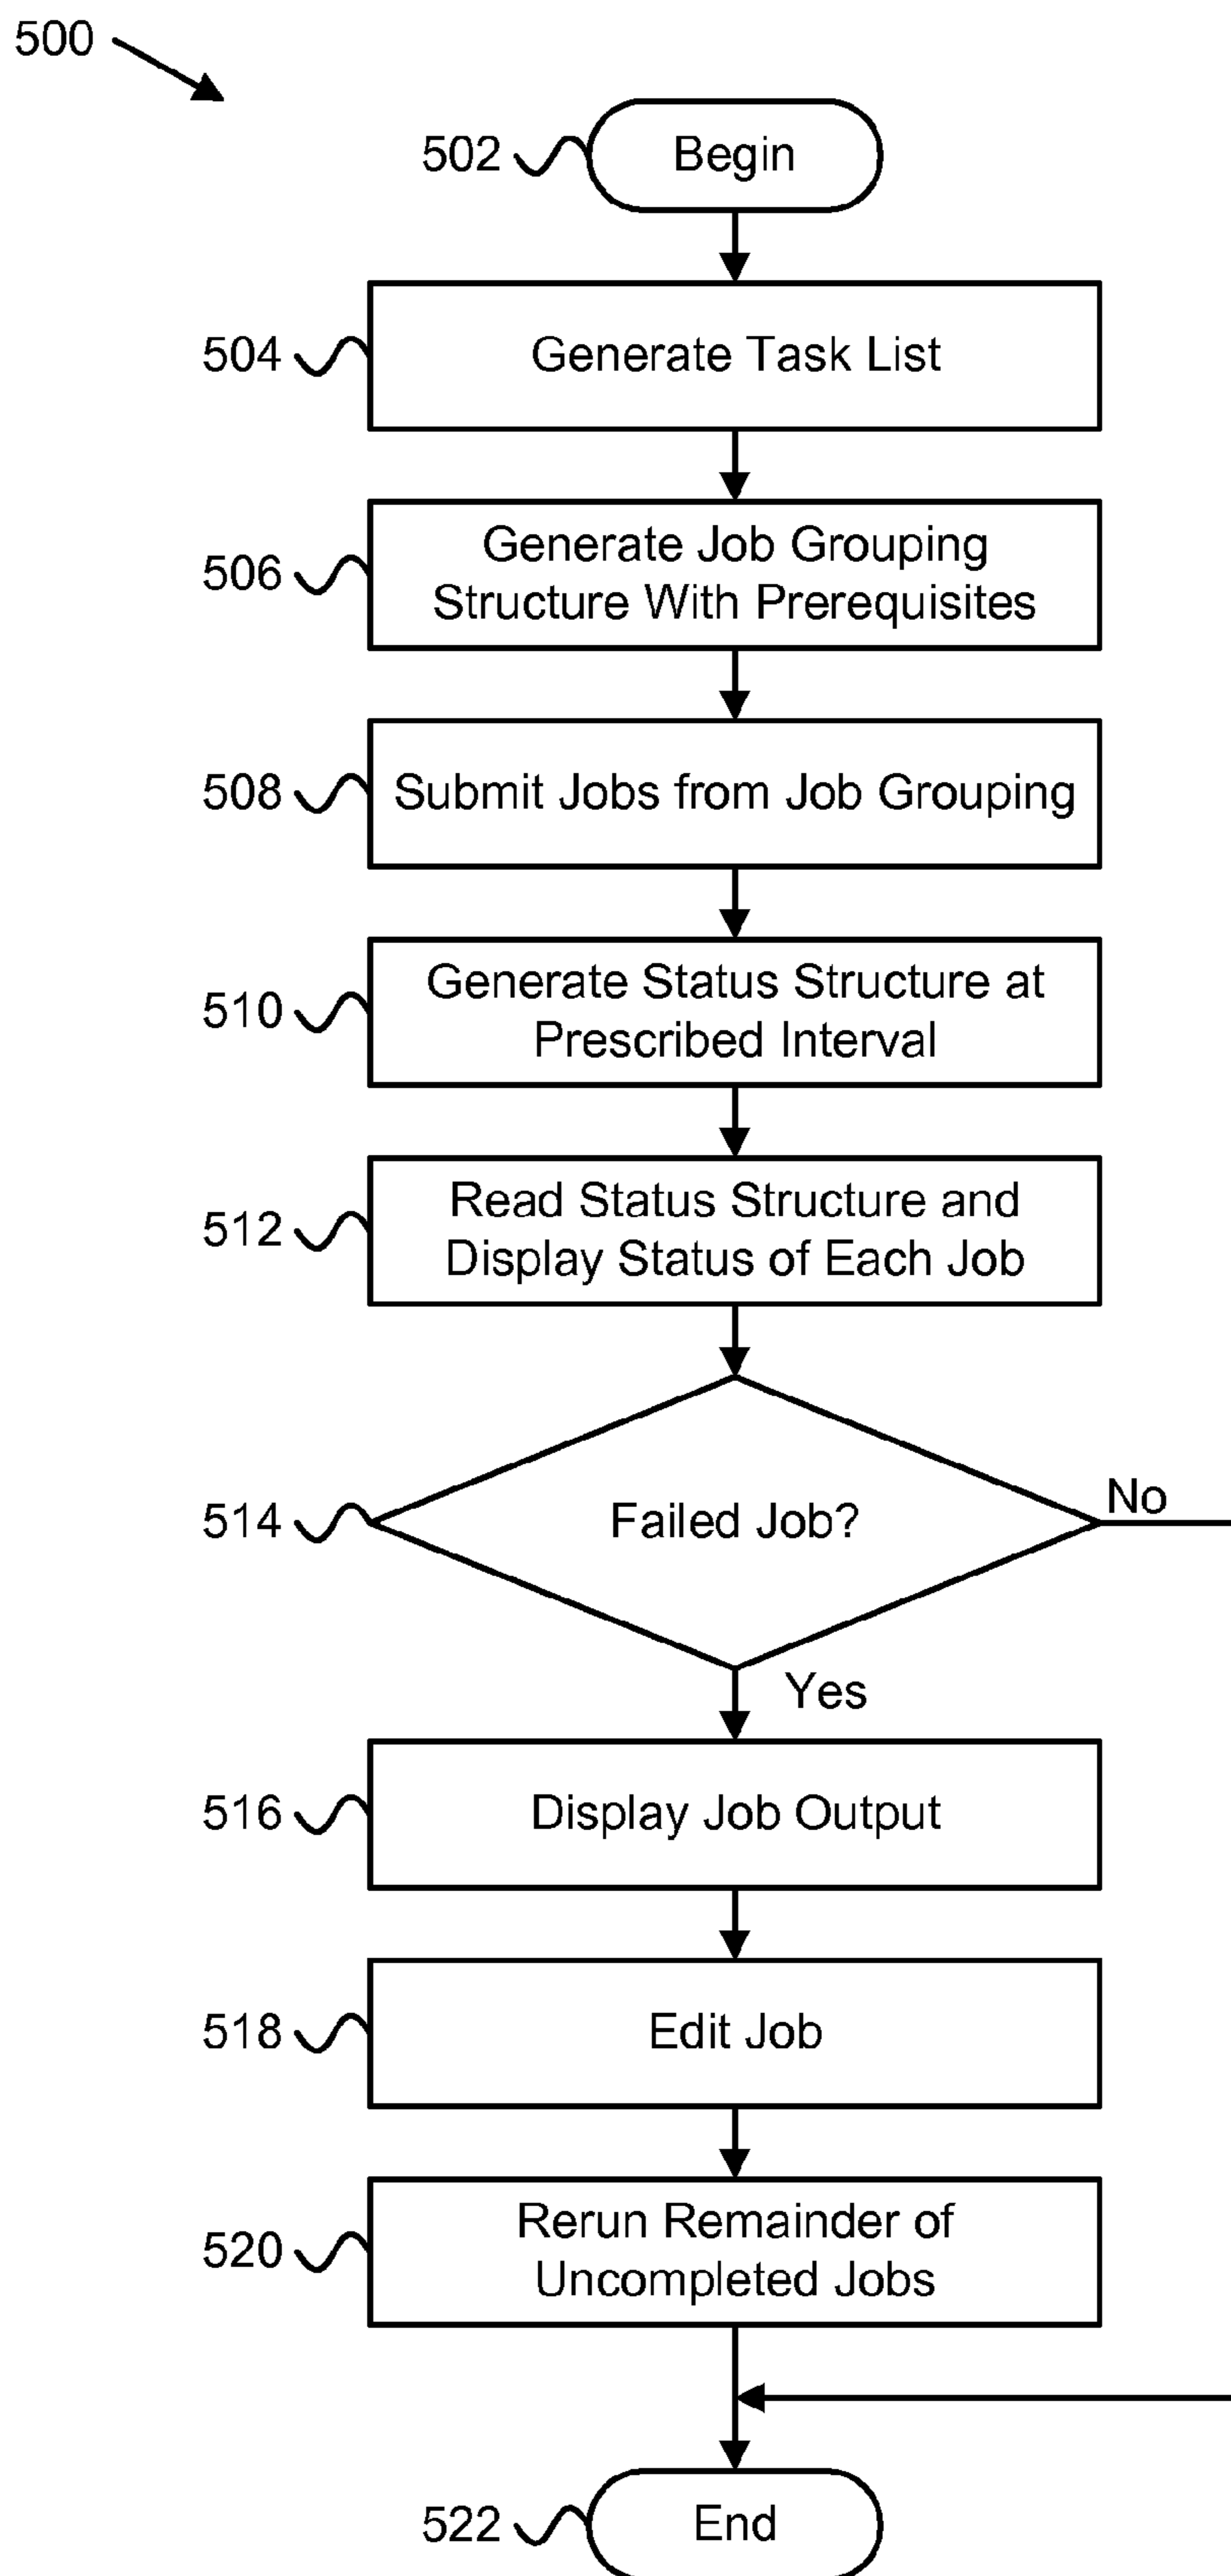 500
502
Begin
504
Generate Task List
506
Generate Job Grouping
Structure With Prerequisites
508
Submit Jobs from Job Grouping
510
Generate Status Structure at
Prescribed Interval
512
Read Status Structure and
Display Status of Each Job
514
Failed Job?
No
Yes
516
Display Job Output
518
Edit Job
520
Rerun Remainder of
Uncompleted Jobs
522
End